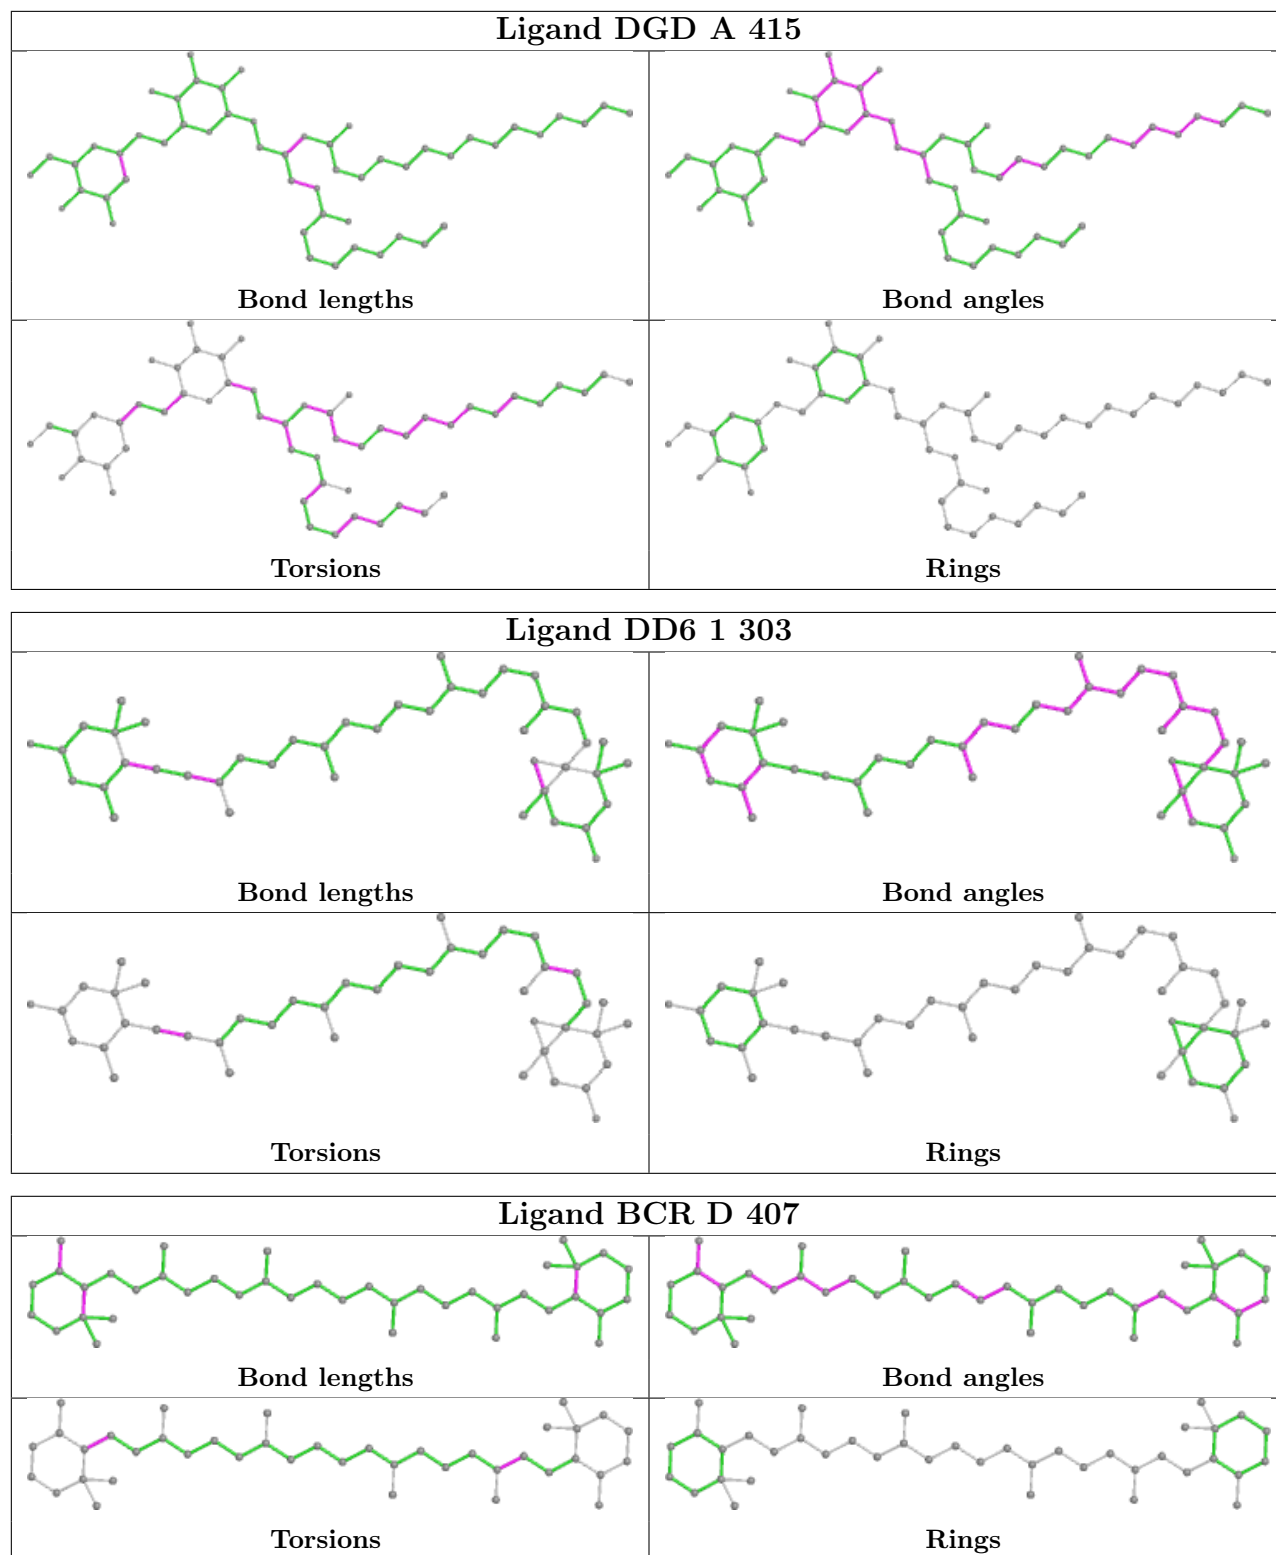 Ligand DGD A 415
Bond lengths
Bond angles
Torsions
Rings
Ligand DD6 1 303
Bond lengths
Bond angles
Torsions
Rings
Ligand BCR D 407
Bond lengths
Bond angles
Torsions
Rings